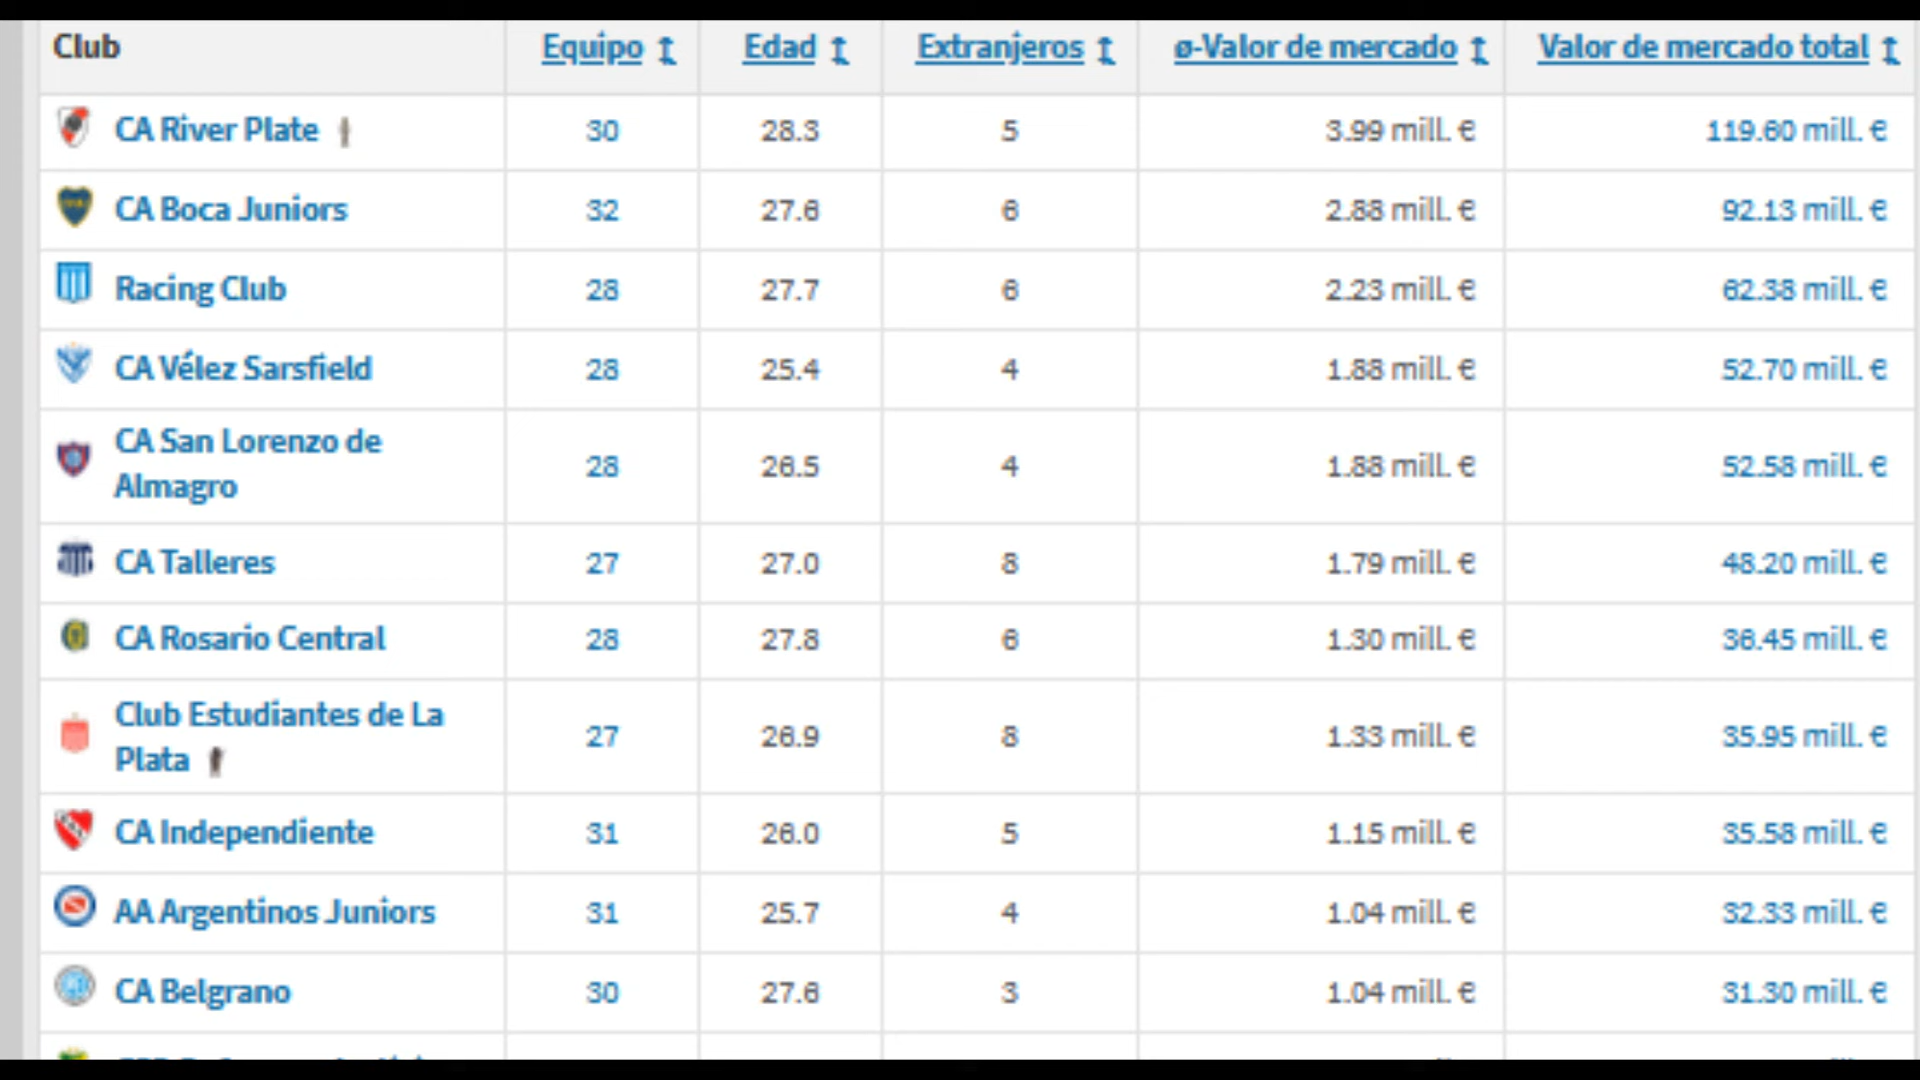 Club Equipo Edad Extranjeros ø-Valor de mercado Valor de mercado total
CA River Plate 30 28.3 5 3.99 mill. € 119.60 mill. €
CA Boca Juniors 32 27.6 6 2.88 mill. € 92.13 mill. €
Racing Club 28 27.7 6 2.23 mill. € 62.38 mill. €
CA Vélez Sarsfield 28 25.4 4 1.88 mill. € 52.70 mill. €
CA San Lorenzo de
Almagro 28 26.5 4 1.88 mill. € 52.58 mill. €
CA Talleres 27 27.0 8 1.79 mill. € 48.20 mill. €
CA Rosario Central 28 27.8 6 1.30 mill. € 36.45 mill. €
Club Estudiantes de La
Plata 27 26.9 8 1.33 mill. € 35.95 mill. €
CA Independiente 31 26.0 5 1.15 mill. € 35.58 mill. €
AA Argentinos Juniors 31 25.7 4 1.04 mill. € 32.33 mill. €
CA Belgrano 30 27.6 3 1.04 mill. € 31.30 mill. €